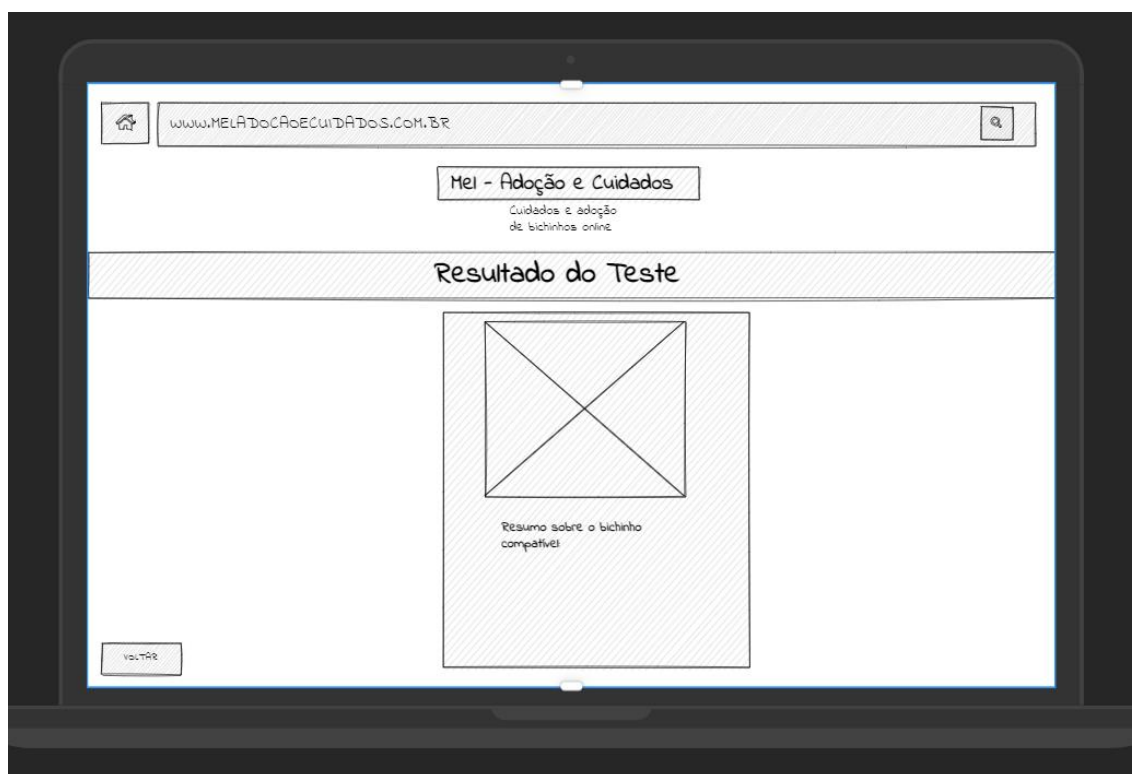 WWW.MELADOCAOECUIDADOS.COM.BR
Mel - Adoção e Cuidados
Cuidados e adoção
de bichinhos online
Resultado do Teste
Resumo sobre o bichinho
compatível:
VOLTAR